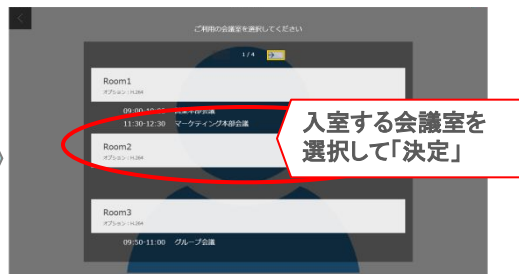 ご利用の会議室を選択してください
1/4
Room1
オプション:H.264
11:30-12:30 マーケティング本部会議
入室する会議室を
選択して「決定」
Room2
オプション:H.264
Room3
オプション:H.264
09:50-11:00 グループ会議